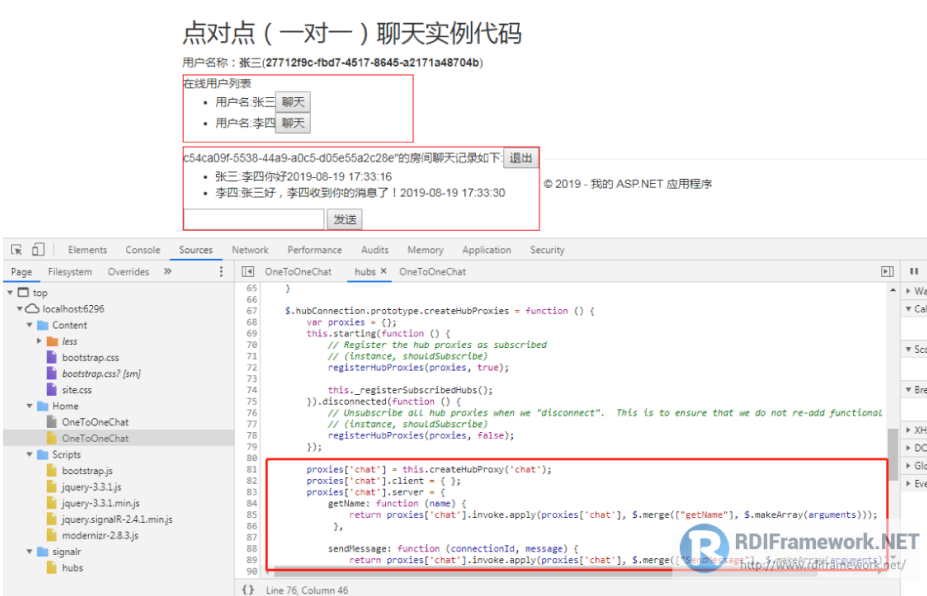 点对点（一对一）聊天实例代码
用户名称：张三(27712f9c-fbd7-4517-8645-a2171a48704b)
在线用户列表
用户名:张三 聊天
用户名:李四 聊天
c54ca09f-5538-44a9-a0c5-d05e55a2c28e"的房间聊天记录如下: 退出
张三:李四你好2019-08-19 17:33:16
李四:张三好，李四收到你的消息了！2019-08-19 17:33:30
© 2019 - 我的 ASP.NET 应用程序
发送
Elements Console Sources Network Performance Audits Memory Application Security
Page Filesystem Overrides » OneToOneChat hubs × OneToOneChat
top
localhost:6296
Content
less
bootstrap.css
bootstrap.css? [sm]
site.css
Home
OneToOneChat
OneToOneChat
Scripts
bootstrap.js
jquery-3.3.1.js
jquery-3.3.1.min.js
jquery.signalR-2.4.1.min.js
modernizr-2.8.3.js
signalr
hubs
65 }
66
67 $.hubConnection.prototype.createHubProxies = function () {
68 var proxies = {};
69 this.starting(function () {
70 // Register the hub proxies as subscribed
71 // (instance, shouldSubscribe)
72 registerHubProxies(proxies, true);
73
74 this._registerSubscribedHubs();
75 }).disconnected(function () {
76 // Unsubscribe all hub proxies when we "disconnect".  This is to ensure that we do not re-add functional
77 // (instance, shouldSubscribe)
78 registerHubProxies(proxies, false);
79 });
80
81 proxies['chat'] = this.createHubProxy('chat');
82 proxies['chat'].client = { };
83 proxies['chat'].server = {
84 getName: function (name) {
85 return proxies['chat'].invoke.apply(proxies['chat'], $.merge(["getName"], $.makeArray(arguments)));
86 },
87
88 sendMessage: function (connectionId, message) {
89 return proxies['chat'].invoke.apply(proxies['chat'], $.merge(["SendMessage"], $.makeArray(arguments)
90
{} Line 76, Column 46
Wa
Cal
Sco
Bre
XH
DO
Glo
Eve
RDIFramework.NET
http://www.rdiframework.net/